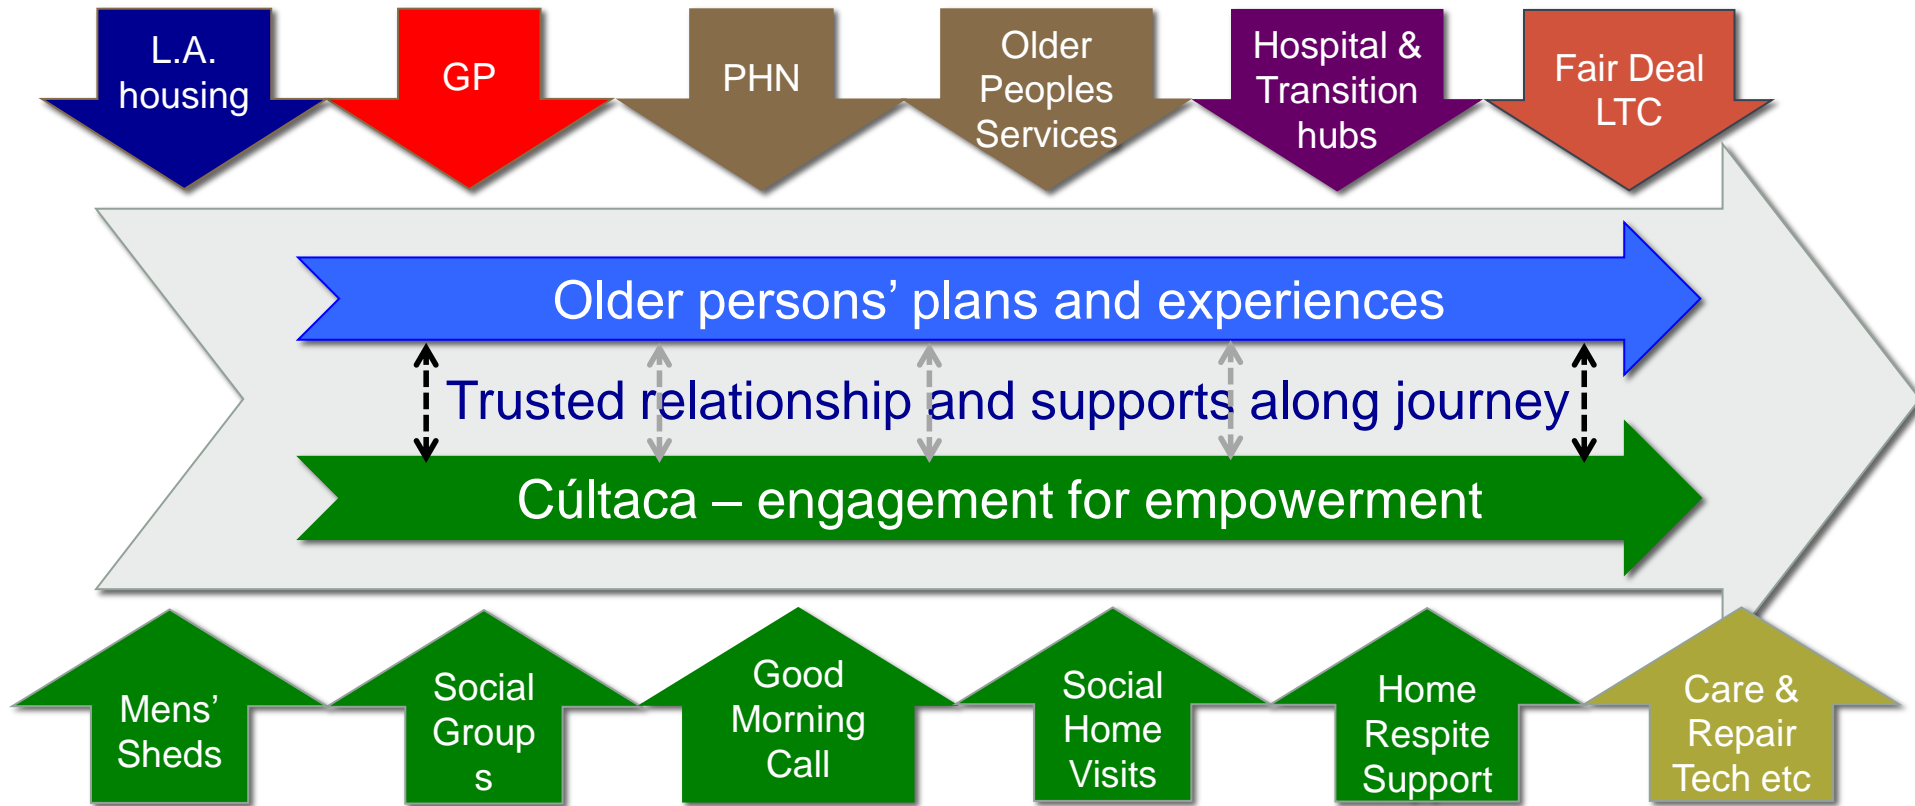 L.A.
housing
GP
PHN
Older
Peoples
Services
Hospital &
Transition
hubs
Fair Deal
LTC
Older persons’ plans and experiences
Trusted relationship and supports along journey
Cúltaca – engagement for empowerment
Mens’
Sheds
Social
Group
s
Good
Morning
Call
Social
Home
Visits
Home
Respite
Support
Care &
Repair
Tech etc